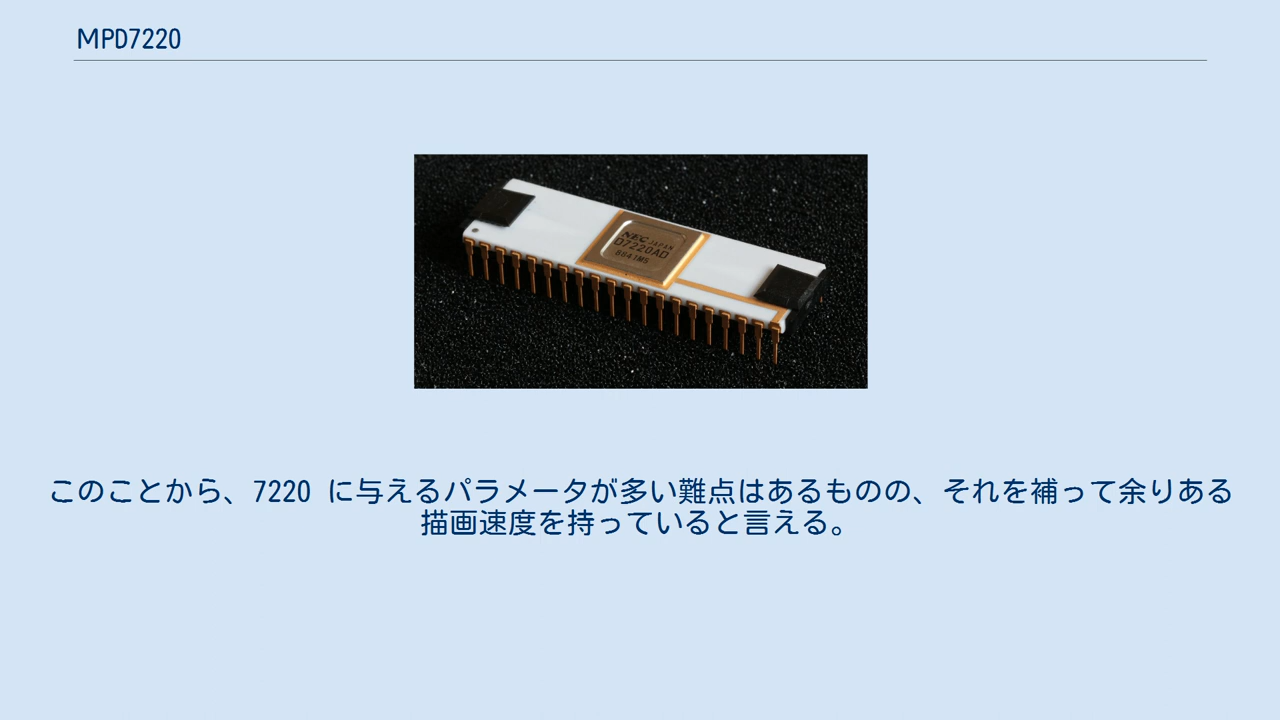 MPD7220
NEC JAPAN
D7220AD
8641M5
このことから、7220 に与えるパラメータが多い難点はあるものの、それを補って余りある
描画速度を持っていると言える。